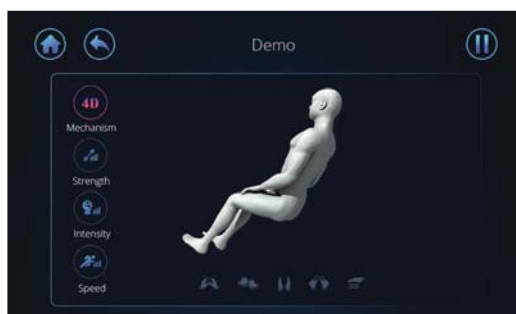 Demo
4D
Mechanism
Strength
Intensity
Speed